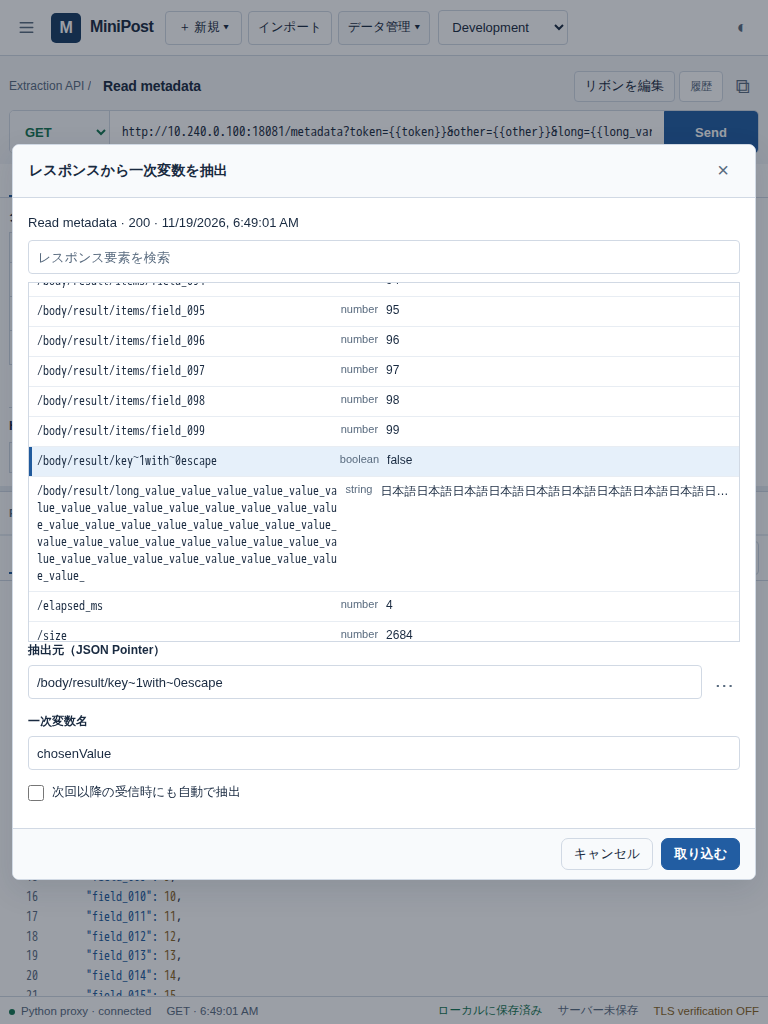 M MiniPost ＋ 新規 ▾ インポート データ管理 ▾ Development
Extraction API / Read metadata リボンを編集 履歴
GET http://10.240.0.100:18081/metadata?token={{token}}&other={{other}}&long={{long_var Send
レスポンスから一次変数を抽出 ×
Read metadata · 200 · 11/19/2026, 6:49:01 AM
レスポンス要素を検索
/body/result/items/field_095 number 95
/body/result/items/field_096 number 96
/body/result/items/field_097 number 97
/body/result/items/field_098 number 98
/body/result/items/field_099 number 99
/body/result/key~1with~0escape boolean false
/body/result/long_value_value_value_value_value_va string 日本語日本語日本語日本語日本語日本語日本語日本語日本語日本語日…
lue_value_value_value_value_value_value_value_valu
e_value_value_value_value_value_value_value_value_
value_value_value_value_value_value_value_value_va
lue_value_value_value_value_value_value_value_valu
e_value_
/elapsed_ms number 4
/size number 2684
抽出元（JSON Pointer）
/body/result/key~1with~0escape ...
一次変数名
chosenValue
次回以降の受信時にも自動で抽出
キャンセル 取り込む
16 "field_010": 10,
17 "field_011": 11,
18 "field_012": 12,
19 "field_013": 13,
20 "field_014": 14,
21 "field_015": 15
Python proxy · connected GET · 6:49:01 AM ローカルに保存済み サーバー未保存 TLS verification OFF